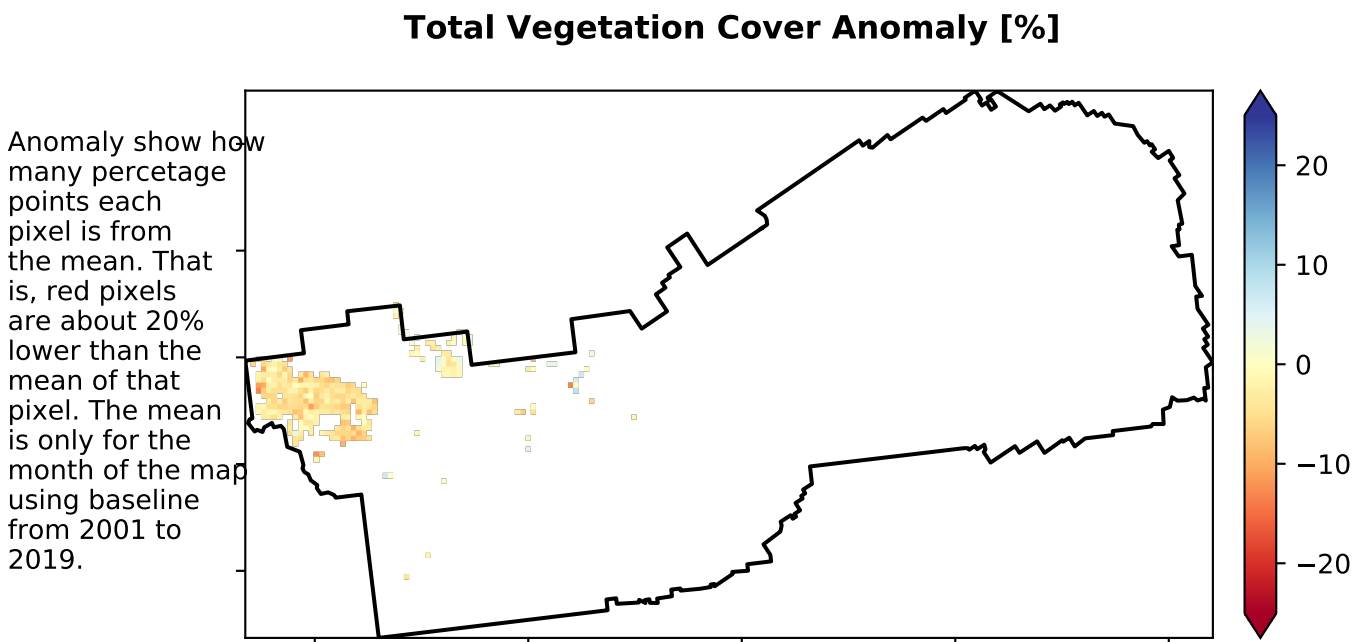 Total Vegetation Cover Anomaly [%]
Anomaly show how
many percetage
points each
pixel is from
the mean. That
is, red pixels
are about 20%
lower than the
mean of that
pixel. The mean
is only for the
month of the map
using baseline
from 2001 to
2019.
20
10
0
−10
−20